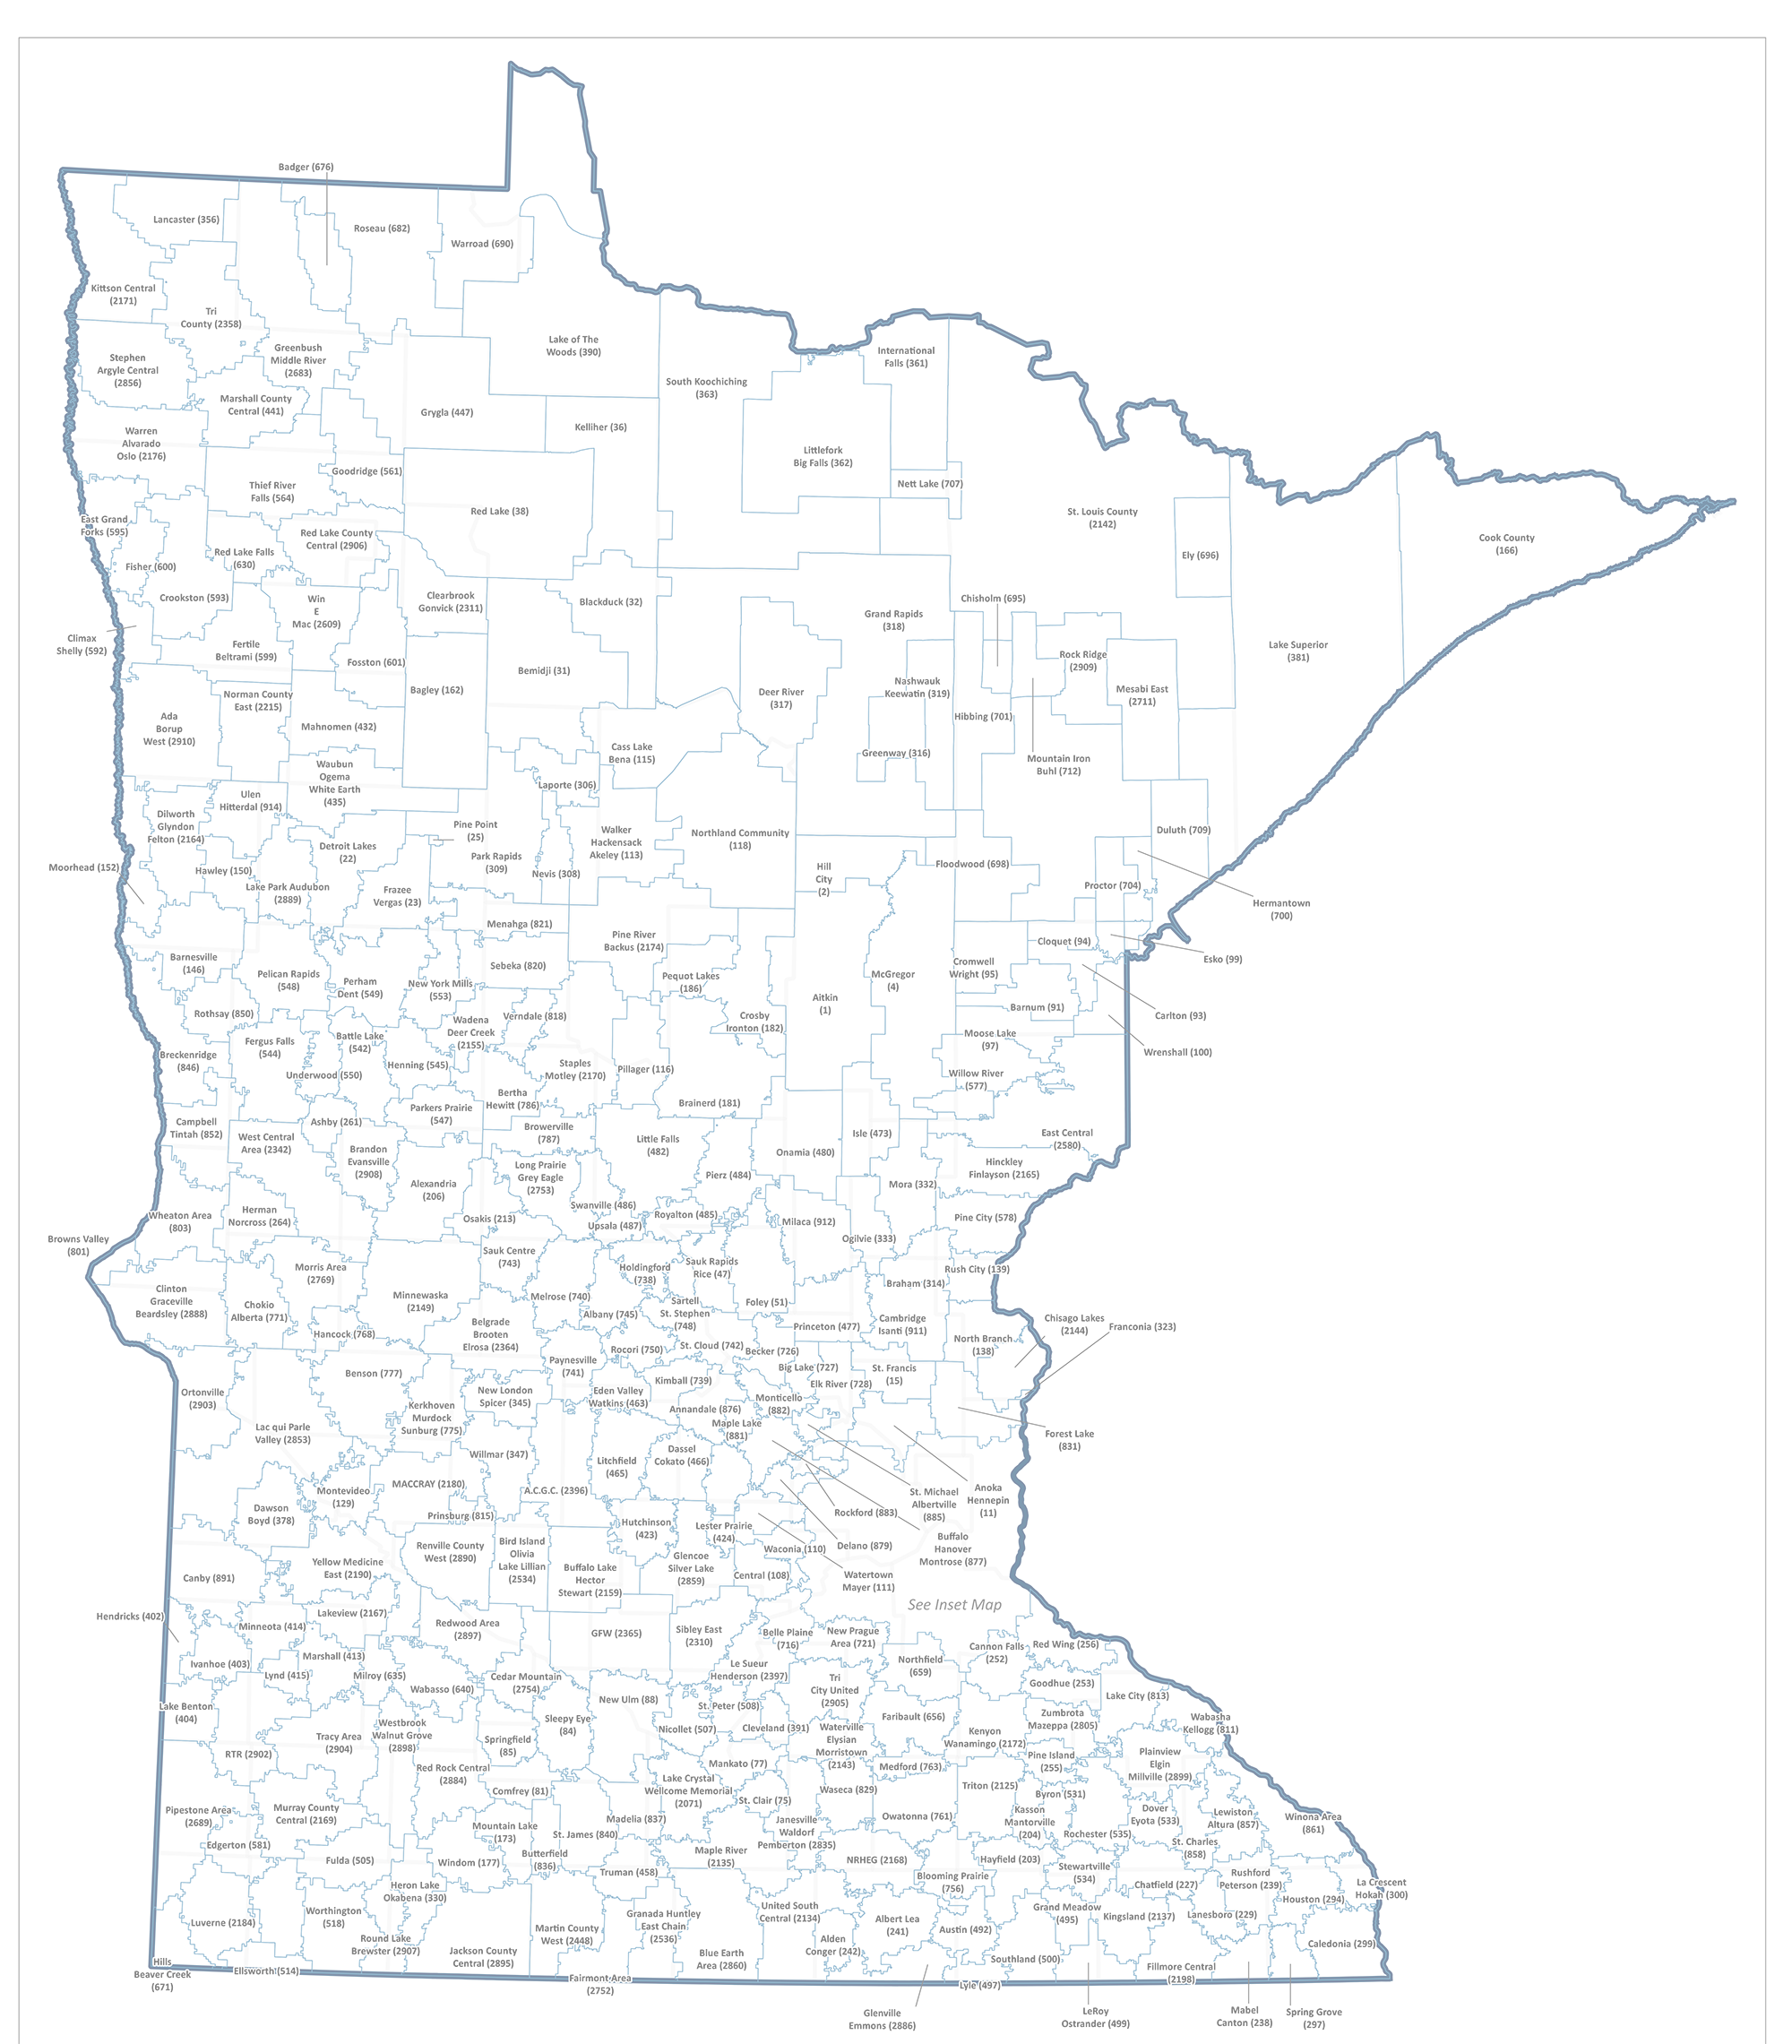 Badger (676)
Lancaster (356)
Roseau (682)
Warroad (690)
Kittson Central
(2171)
Tri
County (2358)
Lake of The
Woods (390)
International
Falls (361)
Stephen
Argyle Central
(2856)
Greenbush
Middle River
(2683)
South Koochiching
(363)
Marshall County
Central (441)
Grygla (447)
Kelliher (36)
Warren
Alvarado
Oslo (2176)
Littlefork
Big Falls (362)
Goodridge (561)
Thief River
Falls (564)
Nett Lake (707)
Red Lake (38)
St. Louis County
(2142)
East Grand
Forks (595)
Red Lake County
Central (2906)
Cook County
(166)
Red Lake Falls
(630)
Ely (696)
Fisher (600)
Crookston (593)
Win
E
Mac (2609)
Clearbrook
Gonvick (2311)
Blackduck (32)
Chisholm (695)
Grand Rapids
(318)
Climax
Shelly (592)
Fertile
Beltrami (599)
Fosston (601)
Bemidji (31)
Rock Ridge
(2909)
Lake Superior
(381)
Norman County
East (2215)
Bagley (162)
Deer River
(317)
Nashwauk
Keewatin (319)
Mesabi East
(2711)
Ada
Borup
West (2910)
Mahnomen (432)
Hibbing (701)
Cass Lake
Bena (115)
Greenway (316)
Mountain Iron
Buhl (712)
Waubun
Ogema
White Earth
(435)
Laporte (306)
Ulen
Hitterdal (914)
Dilworth
Glyndon
Felton (2164)
Pine Point
(25)
Walker
Hackensack
Akeley (113)
Northland Community
(118)
Duluth (709)
Detroit Lakes
(22)
Park Rapids
(309)
Moorhead (152)
Hawley (150)
Nevis (308)
Hill
City
(2)
Floodwood (698)
Lake Park Audubon
(2889)
Frazee
Vergas (23)
Proctor (704)
Hermantown
(700)
Menahga (821)
Pine River
Backus (2174)
Cloquet (94)
Esko (99)
Barnesville
(146)
Sebeka (820)
Cromwell
Wright (95)
Pelican Rapids
(548)
Perham
Dent (549)
New York Mills
(553)
Pequot Lakes
(186)
McGregor
(4)
Aitkin
(1)
Barnum (91)
Rothsay (850)
Verndale (818)
Crosby
Ironton (182)
Carlton (93)
Wadena
Deer Creek
(2155)
Battle Lake
(542)
Fergus Falls
(544)
Moose Lake
(97)
Wrenshall (100)
Breckenridge
(846)
Henning (545)
Underwood (550)
Staples
Motley (2170)
Pillager (116)
Willow River
(577)
Bertha
Hewitt (786)
Brainerd (181)
Parkers Prairie
(547)
Ashby (261)
Campbell
Tintah (852)
Browerville
(787)
Isle (473)
East Central
(2580)
West Central
Area (2342)
Little Falls
(482)
Onamia (480)
Brandon
Evansville
(2908)
Long Prairie
Grey Eagle
(2753)
Hinckley
Finlayson (2165)
Pierz (484)
Alexandria
(206)
Mora (332)
Swanville (486)
Wheaton Area
(803)
Herman
Norcross (264)
Osakis (213)
Royalton (485)
Upsala (487)
Milaca (912)
Pine City (578)
Browns Valley
(801)
Ogilvie (333)
Sauk Centre
(743)
Sauk Rapids
Rice (47)
Holdingford
(738)
Morris Area
(2769)
Rush City (139)
Braham (314)
Clinton
Graceville
Beardsley (2888)
Chokio
Alberta (771)
Minnewaska
(2149)
Melrose (740)
Foley (51)
Albany (745)
Sartell
St. Stephen
(748)
Chisago Lakes
(2144)
Franconia (323)
Belgrade
Brooten
Elrosa (2364)
Princeton (477)
Cambridge
Isanti (911)
Hancock (768)
North Branch
(138)
Rocori (750)
St. Cloud (742)
Becker (726)
Paynesville
(741)
Benson (777)
Big Lake (727)
St. Francis
(15)
Kimball (739)
Elk River (728)
Ortonville
(2903)
New London
Spicer (345)
Eden Valley
Watkins (463)
Monticello
(882)
Kerkhoven
Murdock
Sunburg (775)
Annandale (876)
Maple Lake
(881)
Lac qui Parle
Valley (2853)
Forest Lake
(831)
Willmar (347)
Dassel
Cokato (466)
Litchfield
(465)
MACCRAY (2180)
Montevideo
(129)
A.C.G.C. (2396)
St. Michael
Albertville
(885)
Anoka
Hennepin
(11)
Dawson
Boyd (378)
Prinsburg (815)
Rockford (883)
Hutchinson
(423)
Lester Prairie
(424)
Bird Island
Olivia
Lake Lillian
(2534)
Renville County
West (2890)
Waconia (110)
Delano (879)
Buffalo
Hanover
Montrose (877)
Yellow Medicine
East (2190)
Glencoe
Silver Lake
(2859)
Buffalo Lake
Hector
Stewart (2159)
Canby (891)
Central (108)
Watertown
Mayer (111)
See Inset Map
Hendricks (402)
Lakeview (2167)
Minneota (414)
Redwood Area
(2897)
GFW (2365)
Sibley East
(2310)
Belle Plaine
(716)
New Prague
Area (721)
Cannon Falls
(252)
Red Wing (256)
Marshall (413)
Ivanhoe (403)
Lynd (415)
Milroy (635)
Le Sueur
Henderson (2397)
Northfield
(659)
Cedar Mountain
(2754)
Goodhue (253)
Wabasso (640)
Tri
City United
(2905)
Lake City (813)
New Ulm (88)
St. Peter (508)
Lake Benton
(404)
Sleepy Eye
(84)
Faribault (656)
Zumbrota
Mazeppa (2805)
Wabasha
Kellogg (811)
Nicollet (507)
Cleveland (391)
Westbrook
Walnut Grove
(2898)
Waterville
Elysian
Morristown
(2143)
Kenyon
Wanamingo (2172)
Tracy Area
(2904)
Springfield
(85)
RTR (2902)
Pine Island
(255)
Plainview
Elgin
Millville (2899)
Mankato (77)
Medford (763)
Red Rock Central
(2884)
Lake Crystal
Wellcome Memorial
(2071)
Triton (2125)
Comfrey (81)
Waseca (829)
Byron (531)
St. Clair (75)
Pipestone Area
(2689)
Murray County
Central (2169)
Owatonna (761)
Kasson
Mantorville
(204)
Dover
Eyota (533)
Lewiston
Altura (857)
Winona Area
(861)
Madelia (837)
Mountain Lake
(173)
Janesville
Waldorf
Pemberton (2835)
St. James (840)
Rochester (535)
Edgerton (581)
St. Charles
(858)
Maple River
(2135)
Butterfield
(836)
Fulda (505)
Windom (177)
NRHEG (2168)
Hayfield (203)
Stewartville
(534)
Truman (458)
Blooming Prairie
(756)
Rushford
Peterson (239)
Chatfield (227)
La Crescent
Hokah (300)
Heron Lake
Okabena (330)
Houston (294)
United South
Central (2134)
Grand Meadow
(495)
Worthington
(518)
Granada Huntley
East Chain
(2536)
Kingsland (2137)
Lanesboro (229)
Luverne (2184)
Albert Lea
(241)
Martin County
West (2448)
Austin (492)
Round Lake
Brewster (2907)
Alden
Conger (242)
Caledonia (299)
Jackson County
Central (2895)
Blue Earth
Area (2860)
Southland (500)
Hills
Beaver Creek
(671)
Ellsworth (514)
Fillmore Central
(2198)
Fairmont Area
(2752)
Lyle (497)
Glenville
Emmons (2886)
LeRoy
Ostrander (499)
Mabel
Canton (238)
Spring Grove
(297)